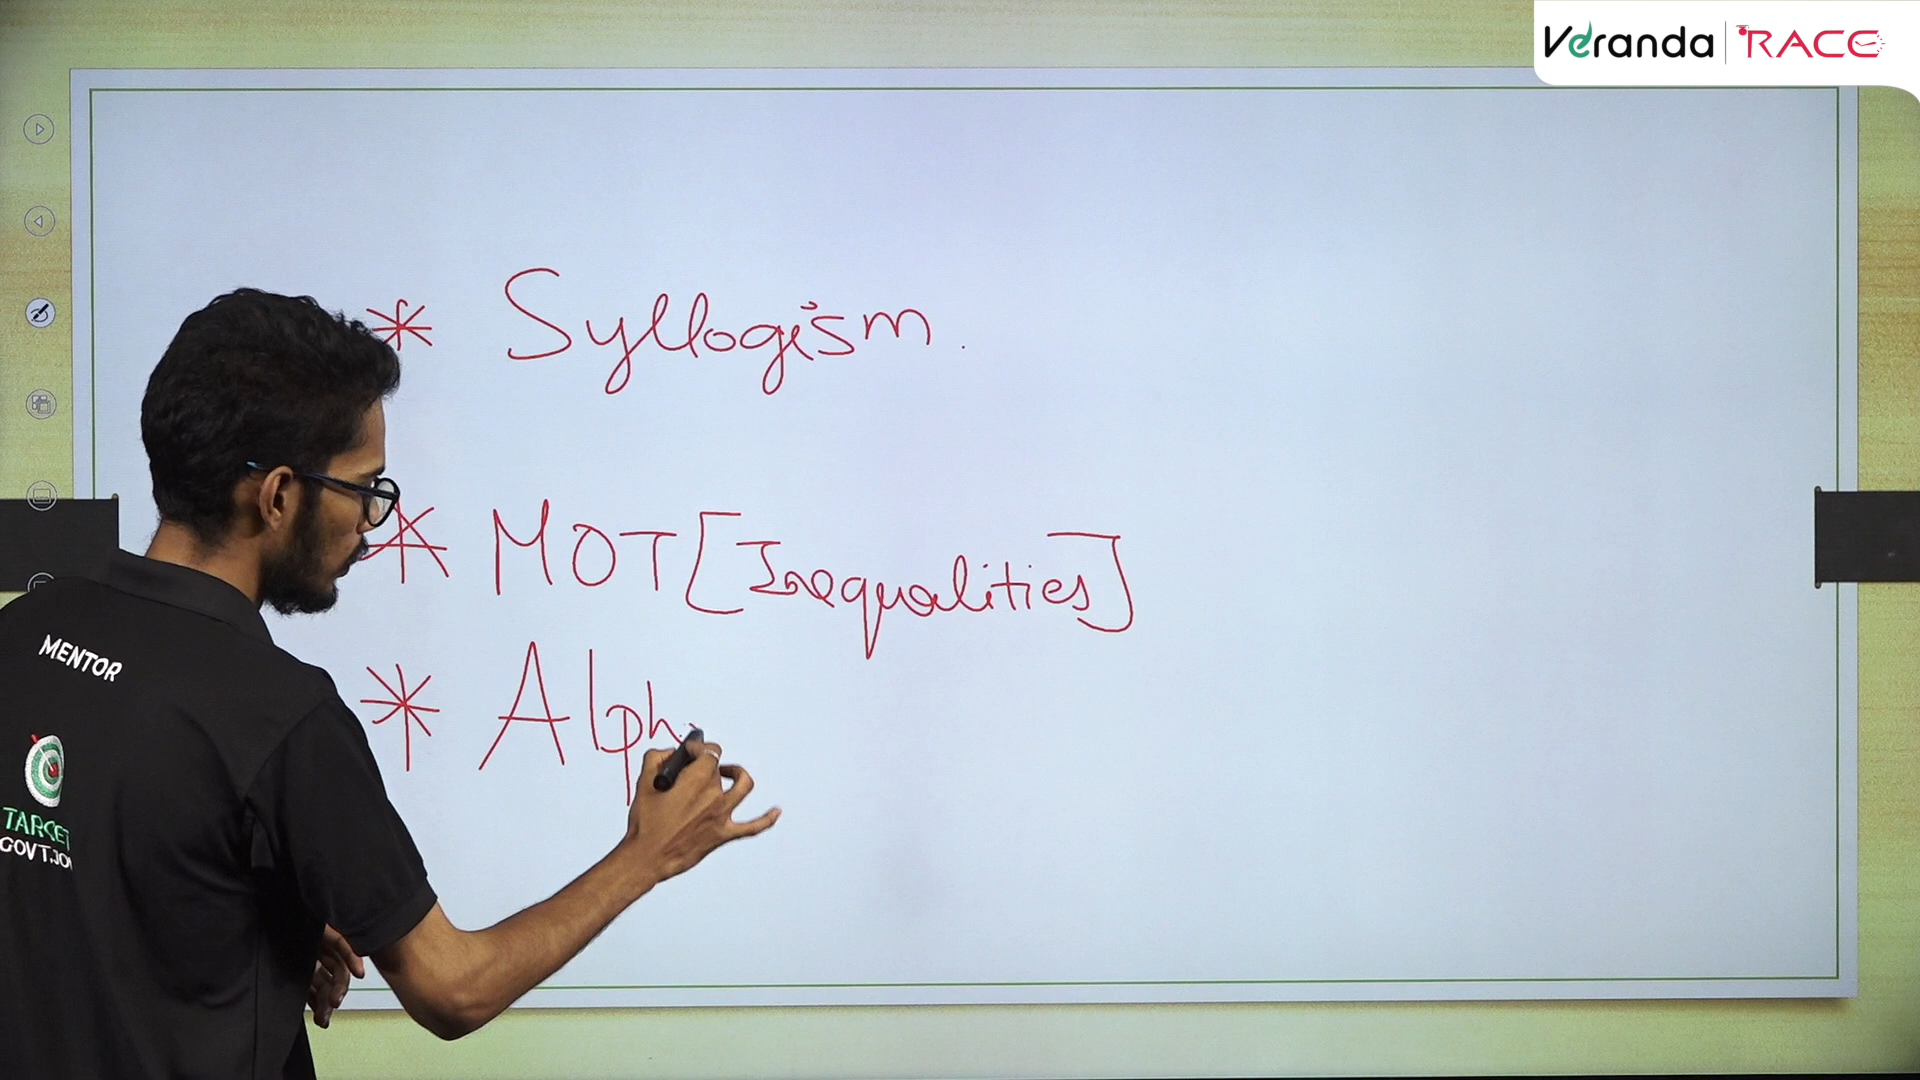 Veranda RACE
* Syllogism.
* MOT [Inequalities]
* Alph
MENTOR
TARGET
GOVT.JO